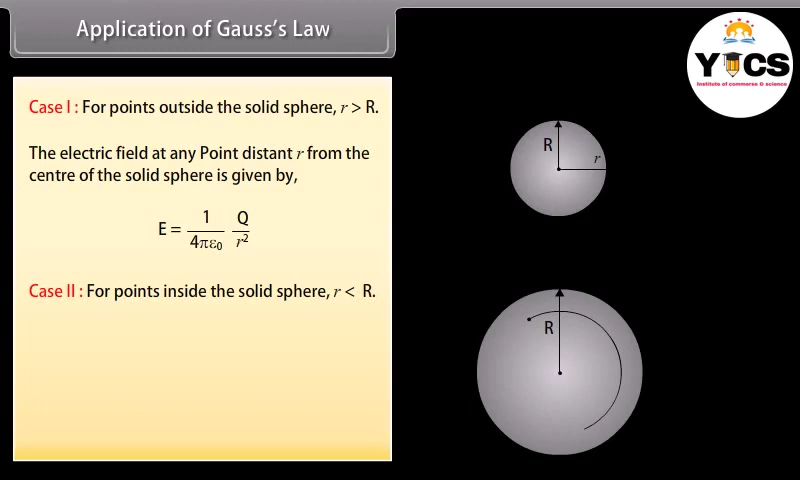 Application of Gauss's Law
YICS
Institute of commerse & science
Case I : For points outside the solid sphere, r > R.
The electric field at any Point distant r from the
centre of the solid sphere is given by,
E = 1/4πε₀ Q/r²
Case II : For points inside the solid sphere, r < R.
R
r
R